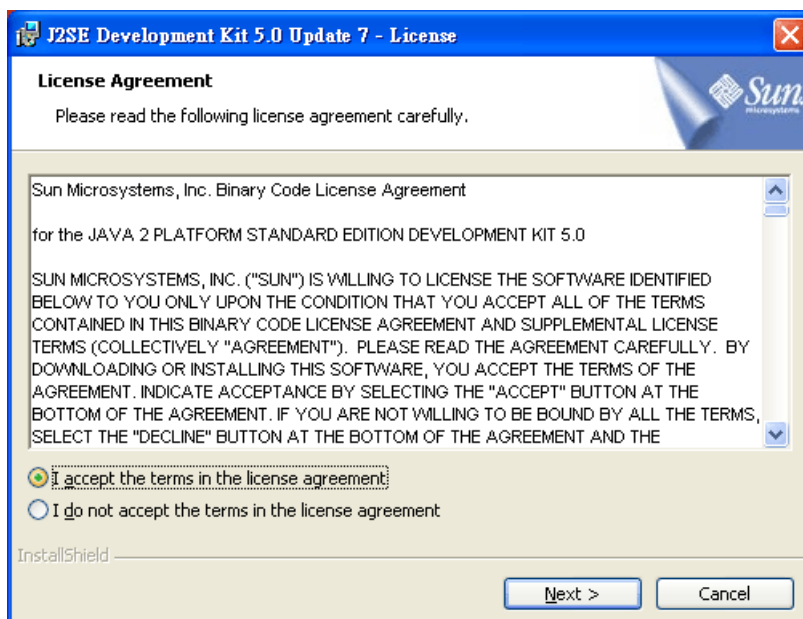 J2SE Development Kit 5.0 Update 7 - License
License Agreement
Please read the following license agreement carefully.
Sun
microsystems
Sun Microsystems, Inc. Binary Code License Agreement
for the JAVA 2 PLATFORM STANDARD EDITION DEVELOPMENT KIT 5.0
SUN MICROSYSTEMS, INC. ("SUN") IS WILLING TO LICENSE THE SOFTWARE IDENTIFIED
BELOW TO YOU ONLY UPON THE CONDITION THAT YOU ACCEPT ALL OF THE TERMS
CONTAINED IN THIS BINARY CODE LICENSE AGREEMENT AND SUPPLEMENTAL LICENSE
TERMS (COLLECTIVELY "AGREEMENT"). PLEASE READ THE AGREEMENT CAREFULLY. BY
DOWNLOADING OR INSTALLING THIS SOFTWARE, YOU ACCEPT THE TERMS OF THE
AGREEMENT. INDICATE ACCEPTANCE BY SELECTING THE "ACCEPT" BUTTON AT THE
BOTTOM OF THE AGREEMENT. IF YOU ARE NOT WILLING TO BE BOUND BY ALL THE TERMS,
SELECT THE "DECLINE" BUTTON AT THE BOTTOM OF THE AGREEMENT AND THE
I accept the terms in the license agreement
I do not accept the terms in the license agreement
InstallShield
Next >
Cancel